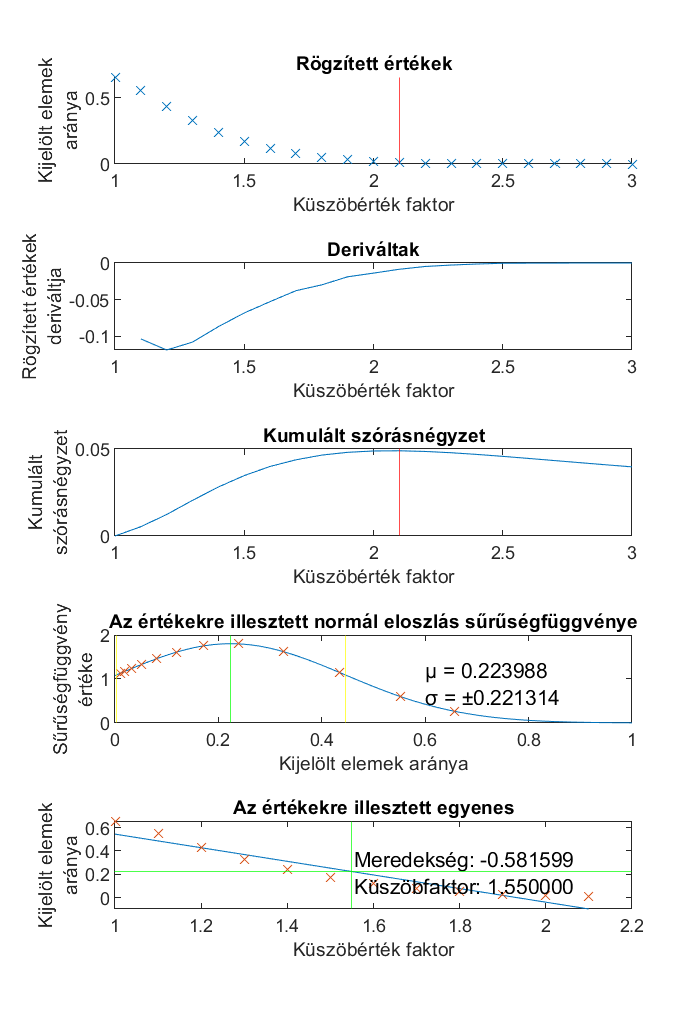 Rögzített értékek
Kijelölt elemek
aránya
0.5
0
1
1.5
2
2.5
3
Küszöbérték faktor
Deriváltak
Rögzített értékek
deriváltja
0
-0.05
-0.1
1
1.5
2
2.5
3
Küszöbérték faktor
Kumulált szórásnégyzet
Kumulált
szórásnégyzet
0.05
0
1
1.5
2
2.5
3
Küszöbérték faktor
Az értékekre illesztett normál eloszlás sűrűségfüggvénye
Sűrűségfüggvény
értéke
2
1
0
μ = 0.223988
σ = ±0.221314
0
0.2
0.4
0.6
0.8
1
Kijelölt elemek aránya
Az értékekre illesztett egyenes
Kijelölt elemek
aránya
0.6
0.4
0.2
0
Meredekség: -0.581599
Küszöbfaktor: 1.550000
1
1.2
1.4
1.6
1.8
2
2.2
Küszöbérték faktor